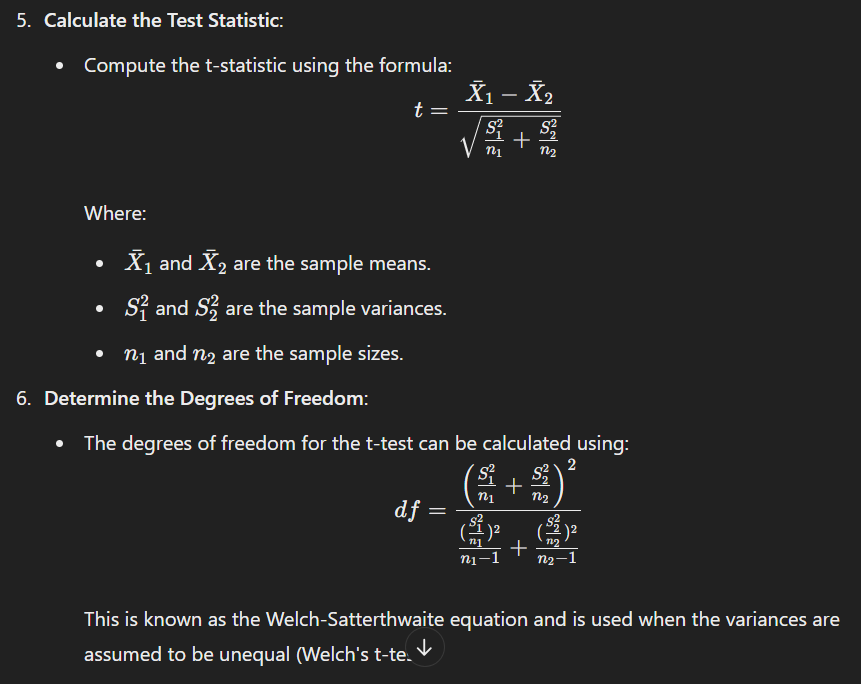 5. Calculate the Test Statistic:
• Compute the t-statistic using the formula:
t = \frac{\bar{X}_1 - \bar{X}_2}{\sqrt{\frac{S_1^2}{n_1} + \frac{S_2^2}{n_2}}}
Where:
• \bar{X}_1 and \bar{X}_2 are the sample means.
• S_1^2 and S_2^2 are the sample variances.
• n_1 and n_2 are the sample sizes.
6. Determine the Degrees of Freedom:
• The degrees of freedom for the t-test can be calculated using:
df = \frac{\left(\frac{S_1^2}{n_1} + \frac{S_2^2}{n_2}\right)^2}{\frac{(\frac{S_1^2}{n_1})^2}{n_1-1} + \frac{(\frac{S_2^2}{n_2})^2}{n_2-1}}
This is known as the Welch-Satterthwaite equation and is used when the variances are
assumed to be unequal (Welch's